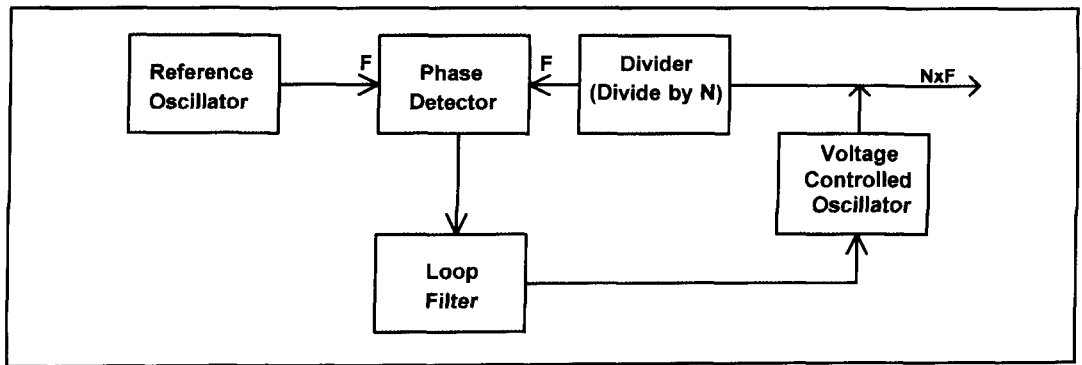 Reference
Oscillator
F
Phase
Detector
F
Divider
(Divide by N)
NxF
Voltage
Controlled
Oscillator
Loop
Filter